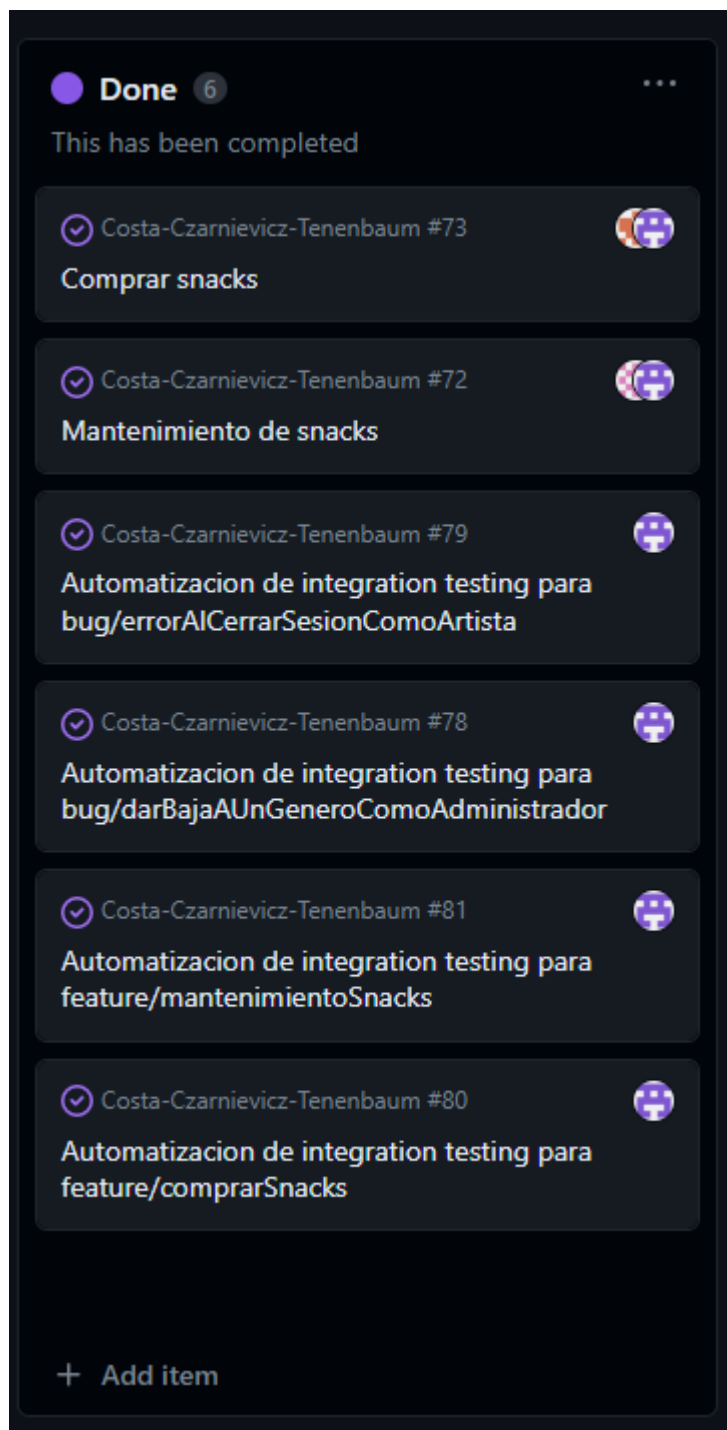 Done 6
This has been completed
Costa-Czarnievicz-Tenenbaum #73
Comprar snacks
Costa-Czarnievicz-Tenenbaum #72
Mantenimiento de snacks
Costa-Czarnievicz-Tenenbaum #79
Automatizacion de integration testing para
bug/errorAlCerrarSesionComoArtista
Costa-Czarnievicz-Tenenbaum #78
Automatizacion de integration testing para
bug/darBajaAUnGeneroComoAdministrador
Costa-Czarnievicz-Tenenbaum #81
Automatizacion de integration testing para
feature/mantenimientoSnacks
Costa-Czarnievicz-Tenenbaum #80
Automatizacion de integration testing para
feature/comprarSnacks
+ Add item